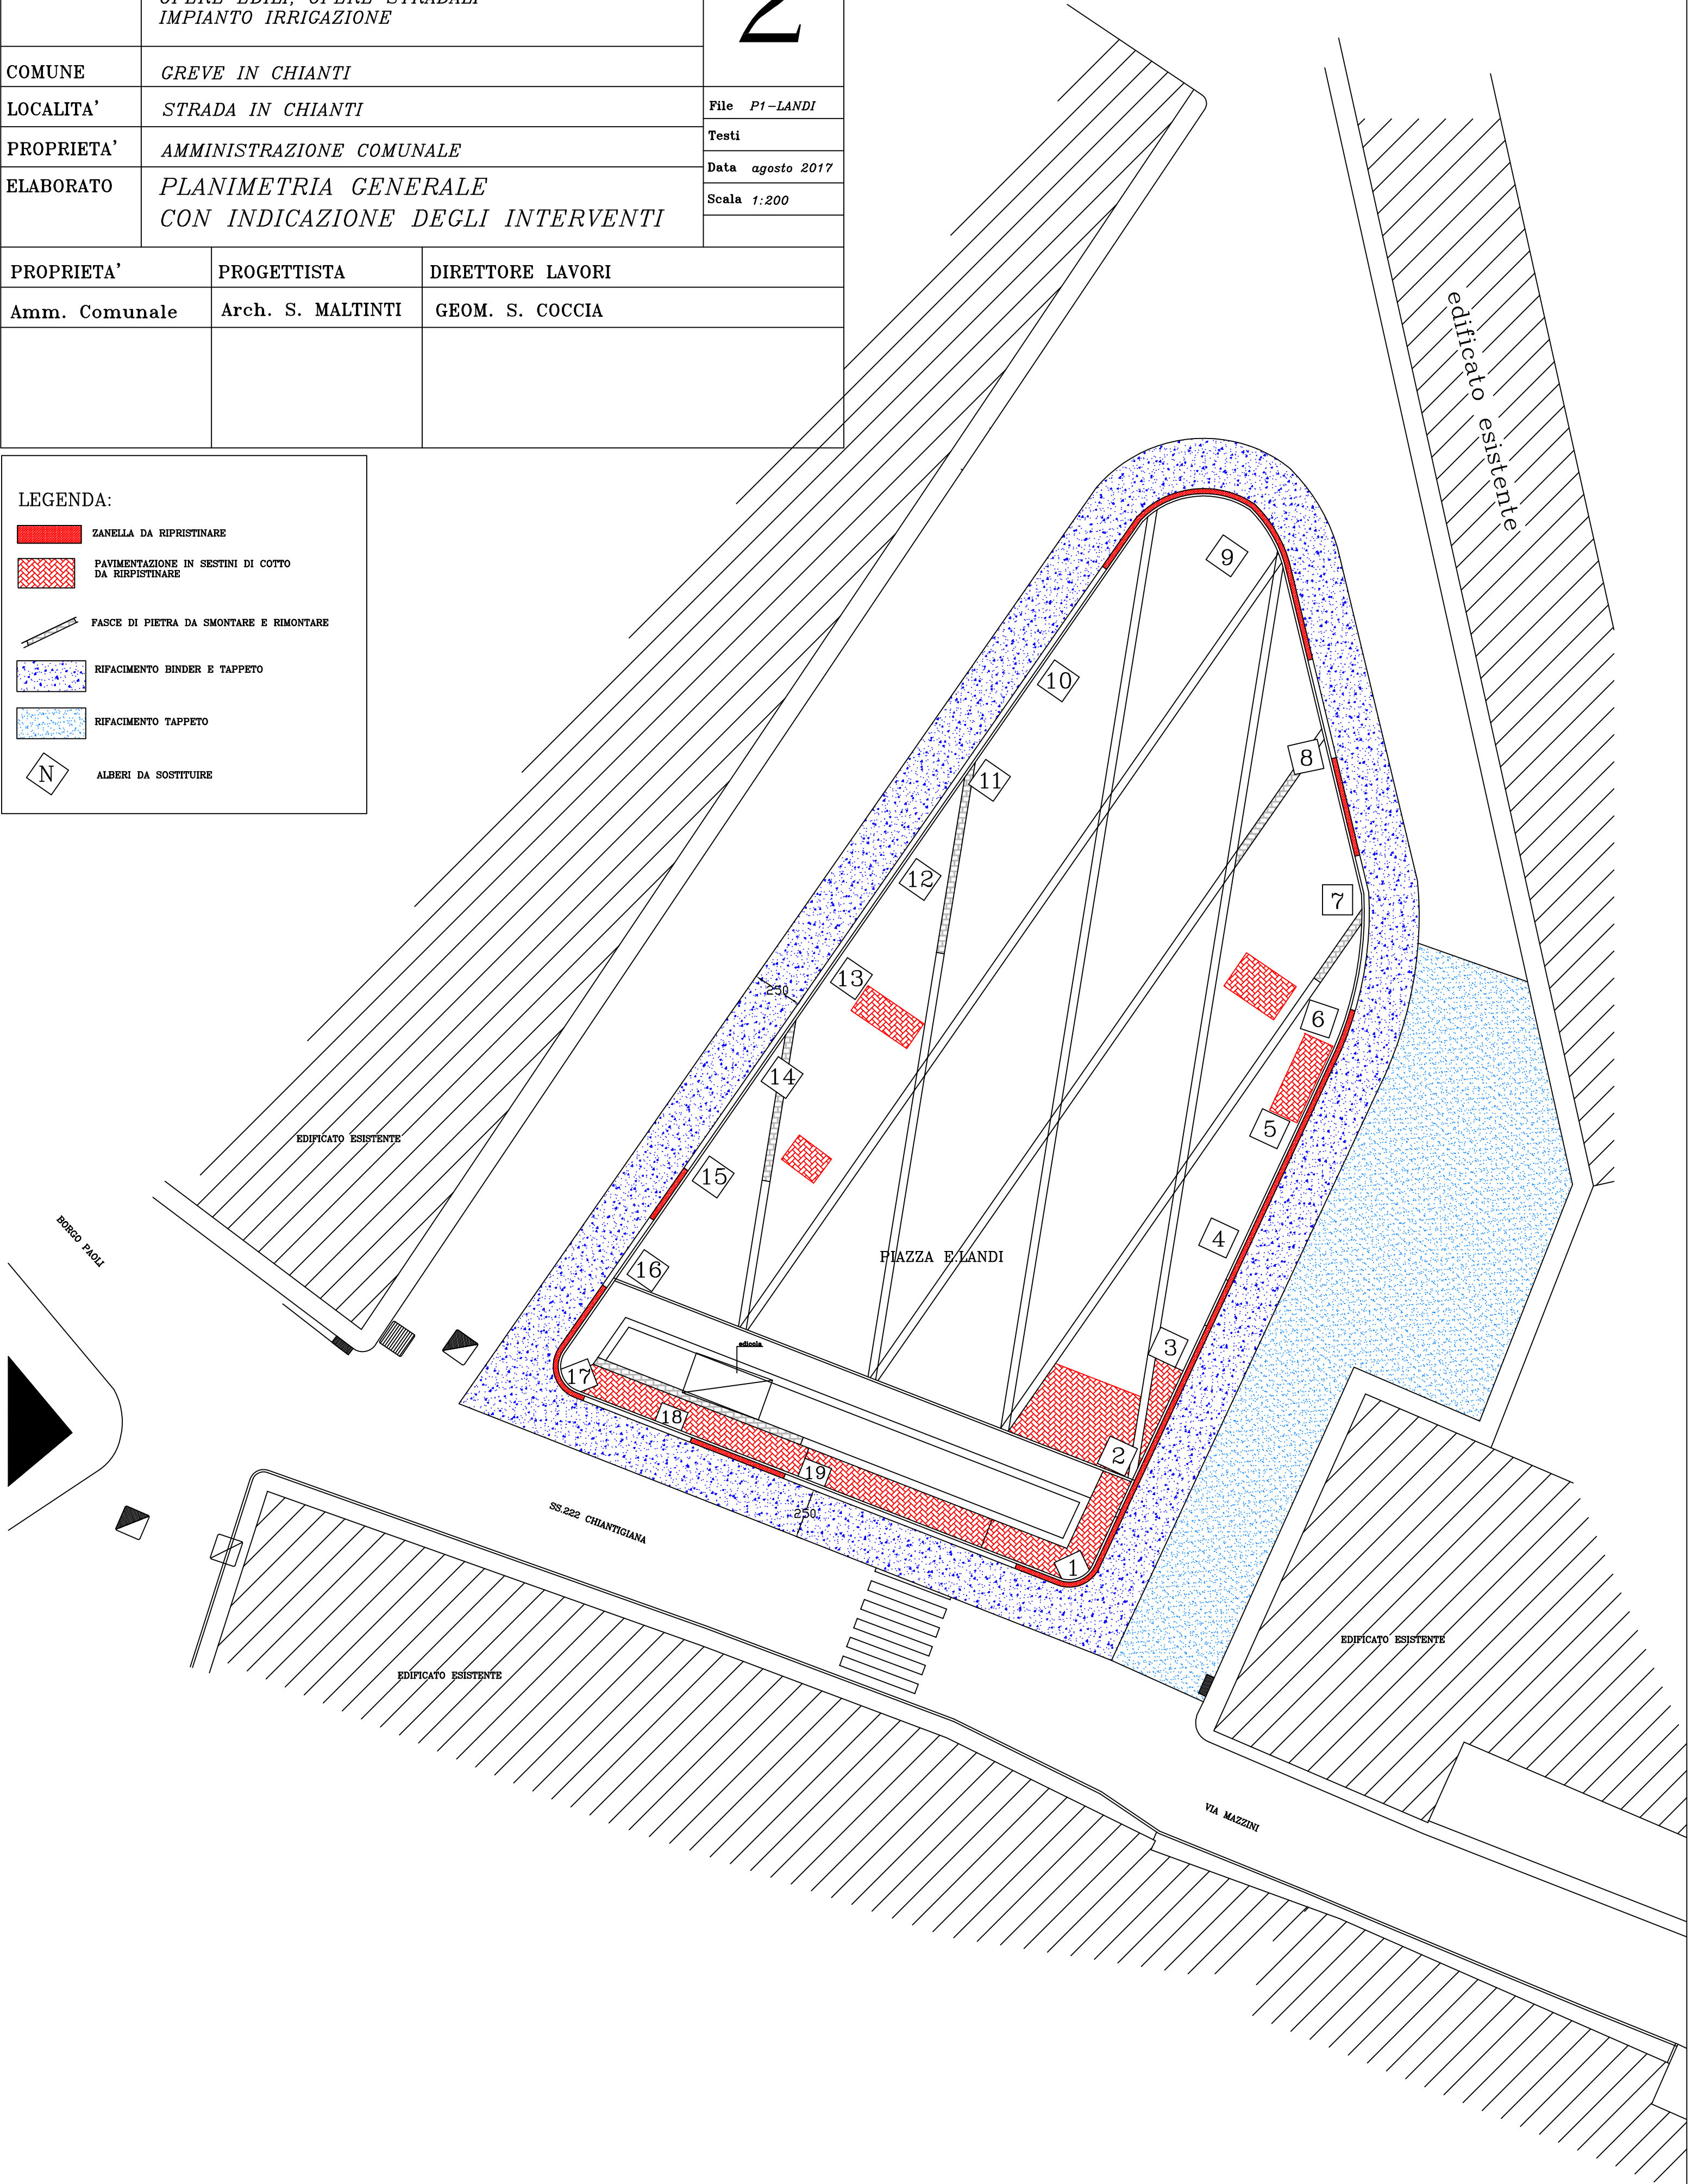 OPERE EDILI, OPERE STRADALI
IMPIANTO IRRIGAZIONE
2
COMUNE
GREVE IN CHIANTI
LOCALITA'
STRADA IN CHIANTI
File P1-LANDI
Testi
PROPRIETA'
AMMINISTRAZIONE COMUNALE
Data agosto 2017
ELABORATO
PLANIMETRIA GENERALE
CON INDICAZIONE DEGLI INTERVENTI
Scala 1:200
PROPRIETA'
PROGETTISTA
DIRETTORE LAVORI
Amm. Comunale
Arch. S. MALTINTI
GEOM. S. COCCIA
LEGENDA:
ZANELLA DA RIPRISTINARE
PAVIMENTAZIONE IN SESTINI DI COTTO
DA RIRPISTINARE
FASCE DI PIETRA DA SMONTARE E RIMONTARE
RIFACIMENTO BINDER E TAPPETO
RIFACIMENTO TAPPETO
N
ALBERI DA SOSTITUIRE
edificato esistente
9
10
8
11
12
7
13
250
6
14
5
EDIFICATO ESISTENTE
15
4
BORGO PAOLI
PIAZZA E.LANDI
16
edicola
3
17
18
2
19
250
SS.222 CHIANTIGIANA
1
EDIFICATO ESISTENTE
EDIFICATO ESISTENTE
VIA MAZZINI